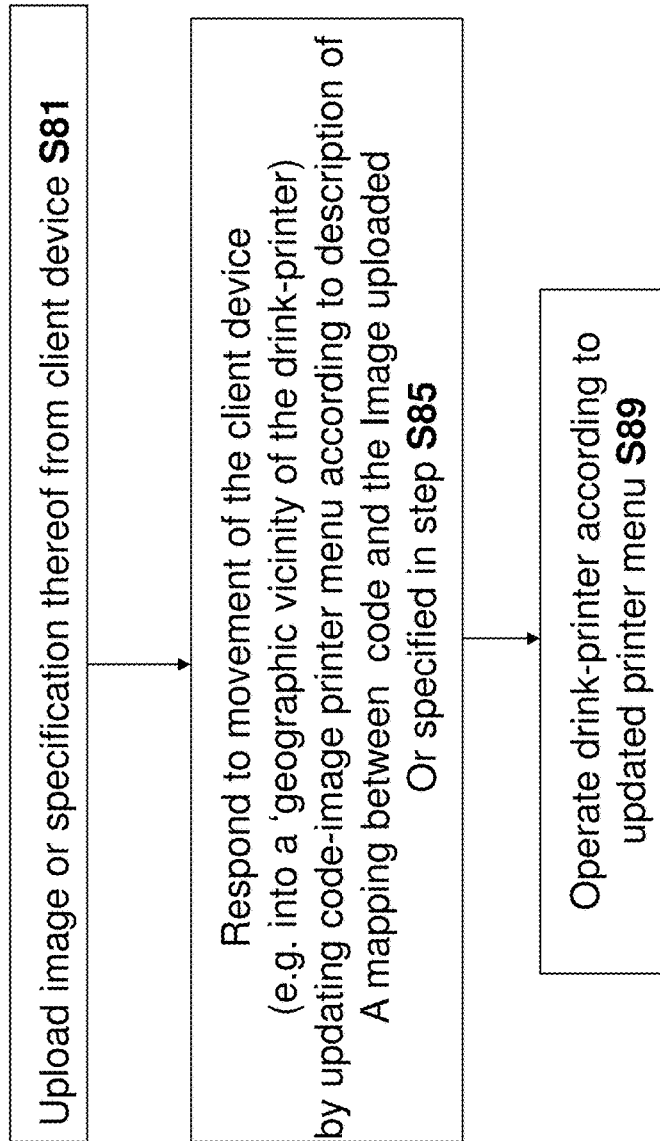 Upload image or specification thereof from client device S81
Respond to movement of the client device
(e.g. into a ‘geographic vicinity of the drink-printer)
by updating code-image printer menu according to description of
A mapping between code and the Image uploaded
Or specified in step S85
Operate drink-printer according to
updated printer menu S89